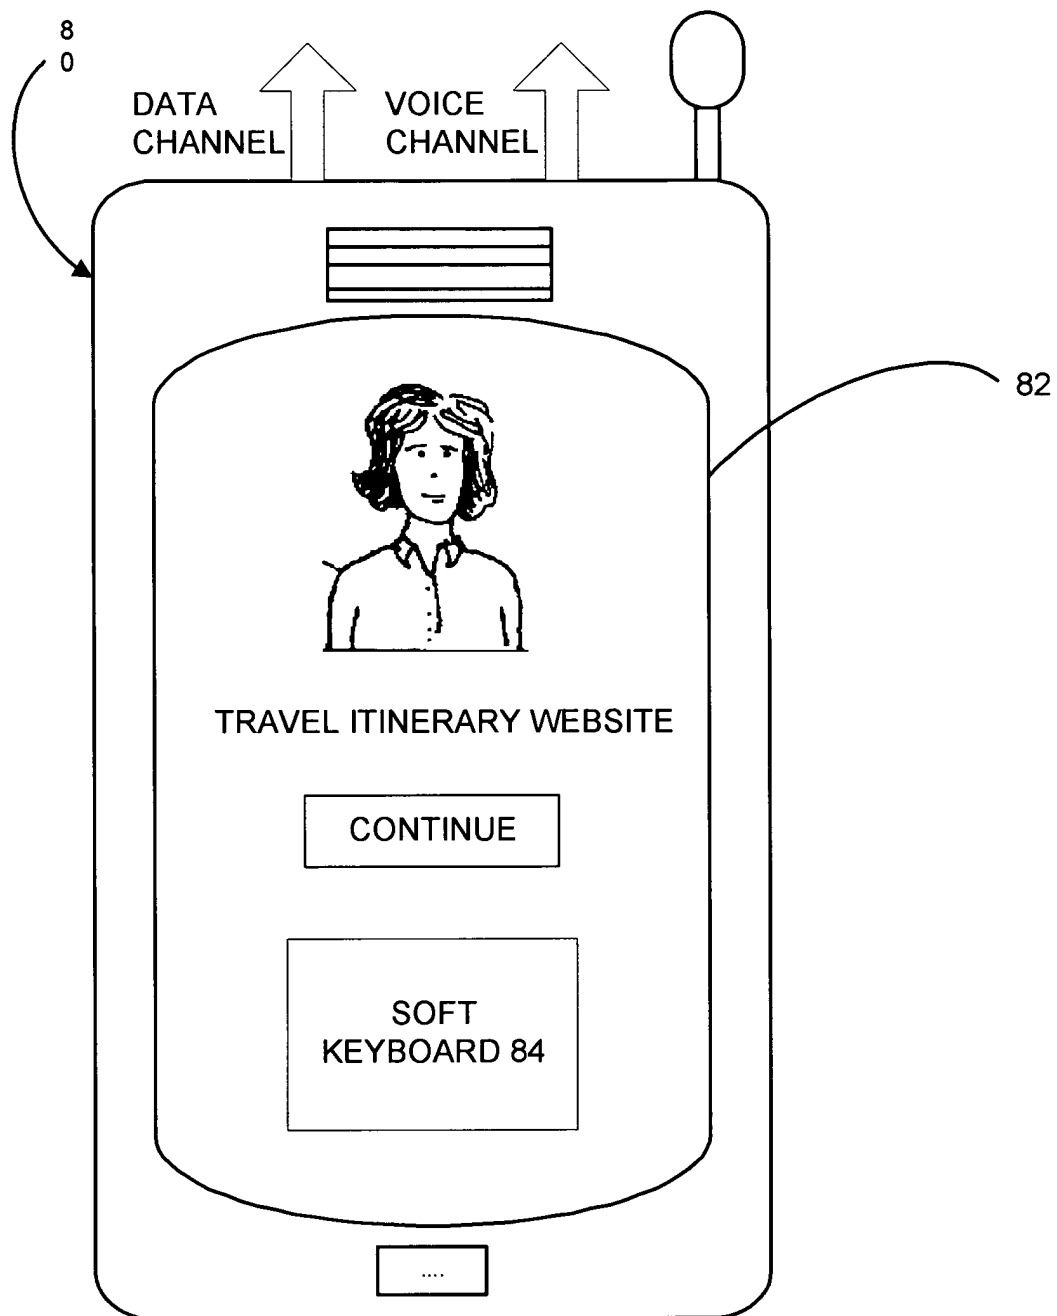 8
0
DATA
CHANNEL
VOICE
CHANNEL
82
TRAVEL ITINERARY WEBSITE
CONTINUE
SOFT
KEYBOARD 84
....